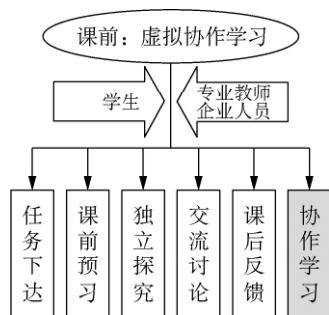 课前：虚拟协作学习
学生
专业教师
企业人员
任务下达
课前预习
独立探究
交流讨论
课后反馈
协作学习